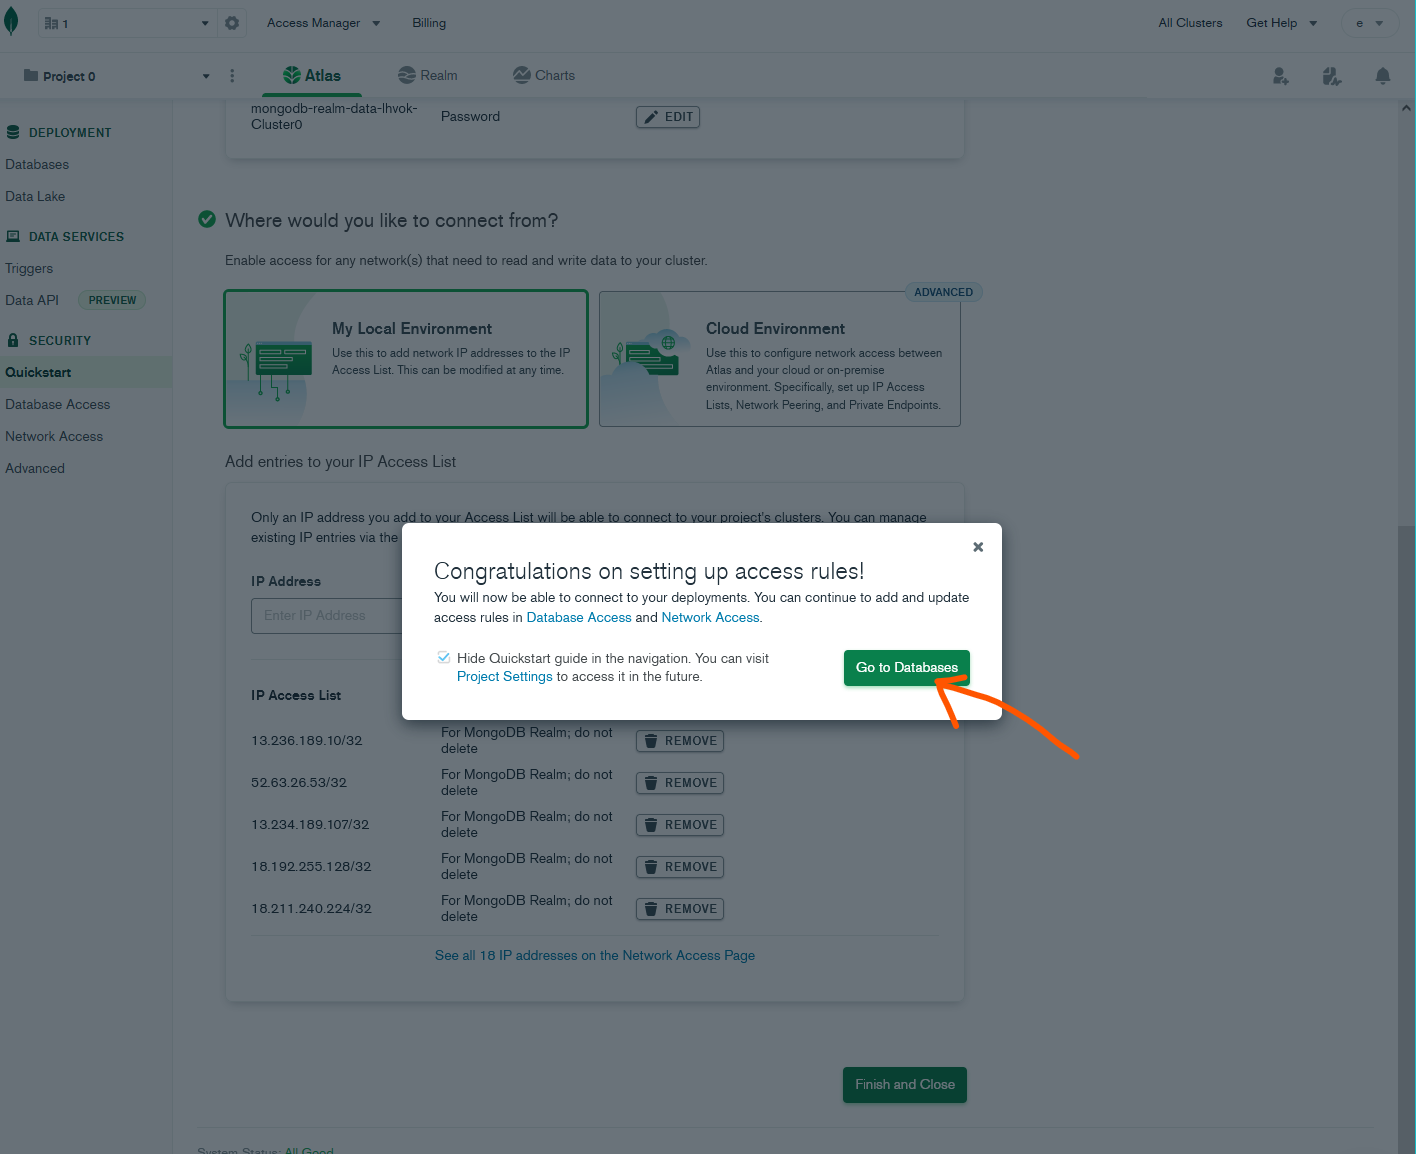 1
Access Manager
Billing
All Clusters
Get Help
e
Project 0
Atlas
Realm
Charts
mongodb-realm-data-lhvok-
Cluster0
Password
EDIT
DEPLOYMENT
Databases
Data Lake
DATA SERVICES
Triggers
Data API
PREVIEW
SECURITY
Quickstart
Database Access
Network Access
Advanced
Where would you like to connect from?
Enable access for any network(s) that need to read and write data to your cluster.
My Local Environment
Use this to add network IP addresses to the IP
Access List. This can be modified at any time.
ADVANCED
Cloud Environment
Use this to configure network access between
Atlas and your cloud or on-premise
environment. Specifically, set up IP Access
Lists, Network Peering, and Private Endpoints.
Add entries to your IP Access List
Only an IP address you add to your Access List will be able to connect to your project's clusters. You can manage
existing IP entries via the
IP Address
Enter IP Address
Congratulations on setting up access rules!
You will now be able to connect to your deployments. You can continue to add and update
access rules in Database Access and Network Access.
Hide Quickstart guide in the navigation. You can visit
Project Settings to access it in the future.
Go to Databases
IP Access List
13.236.189.10/32
For MongoDB Realm; do not
delete
REMOVE
52.63.26.53/32
For MongoDB Realm; do not
delete
REMOVE
13.234.189.107/32
For MongoDB Realm; do not
delete
REMOVE
18.192.255.128/32
For MongoDB Realm; do not
delete
REMOVE
18.211.240.224/32
For MongoDB Realm; do not
delete
REMOVE
See all 18 IP addresses on the Network Access Page
Finish and Close
System Status: All Good